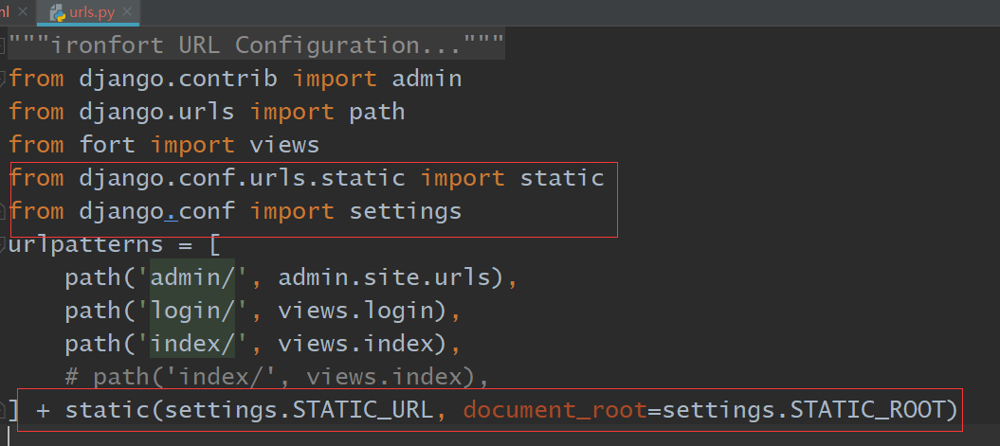 nl
urls.py
"""ironfort URL Configuration..."""
from django.contrib import admin
from django.urls import path
from fort import views
from django.conf.urls.static import static
from django.conf import settings
urlpatterns = [
    path('admin/', admin.site.urls),
    path('login/', views.login),
    path('index/', views.index),
    # path('index/', views.index),
] + static(settings.STATIC_URL, document_root=settings.STATIC_ROOT)